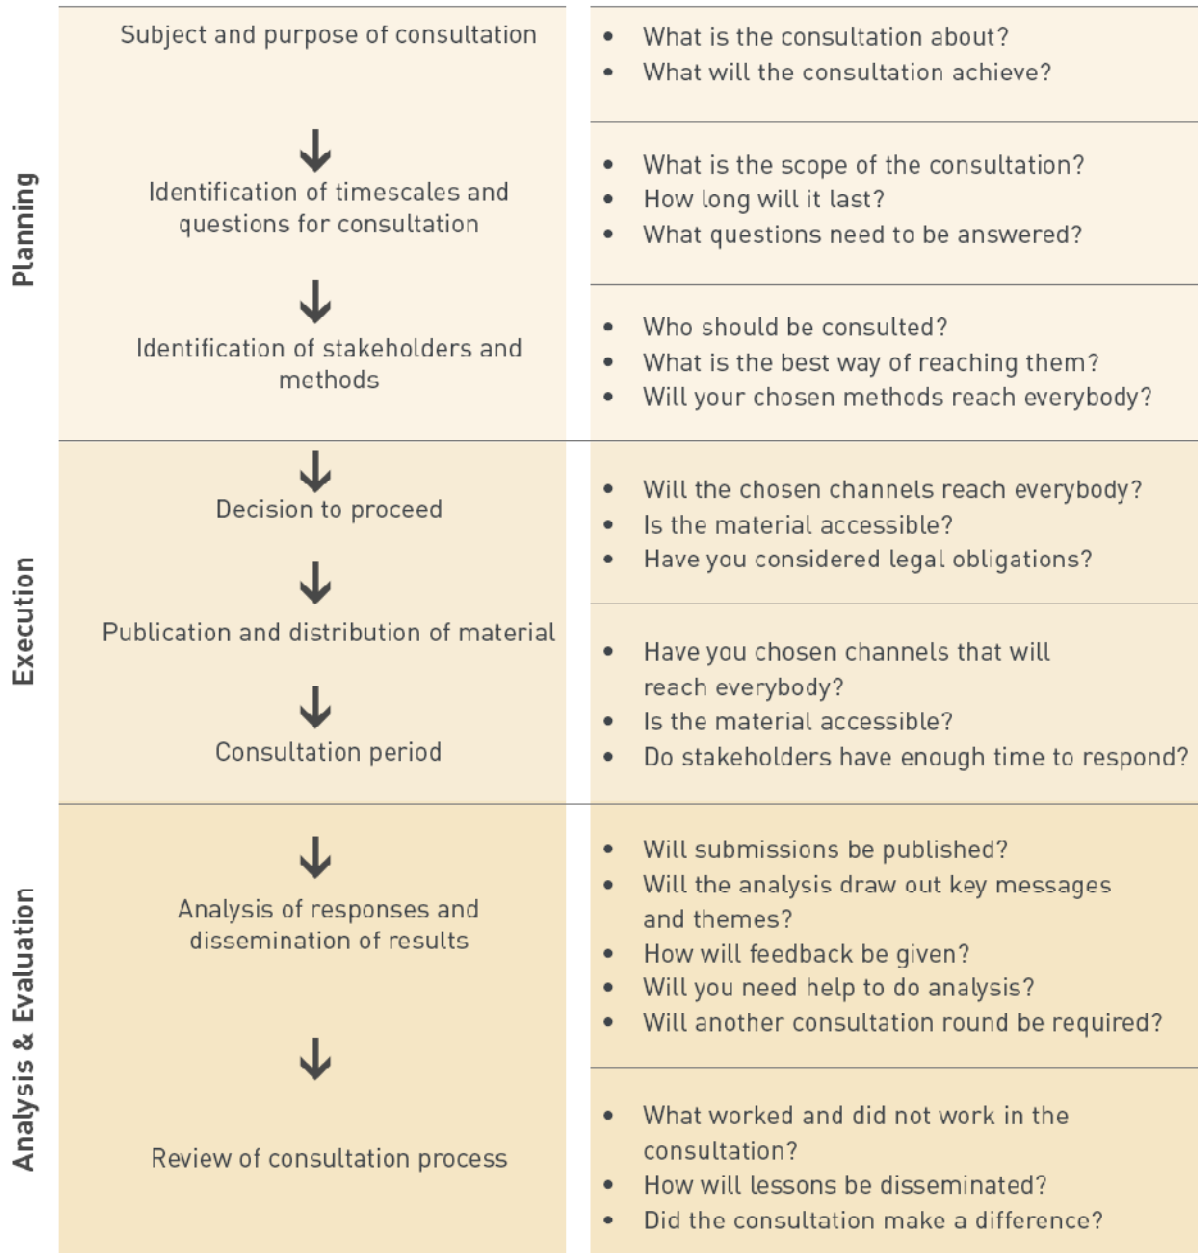 Planning
Subject and purpose of consultation
• What is the consultation about?
• What will the consultation achieve?
Identification of timescales and
questions for consultation
• What is the scope of the consultation?
• How long will it last?
• What questions need to be answered?
Identification of stakeholders and
methods
• Who should be consulted?
• What is the best way of reaching them?
• Will your chosen methods reach everybody?
Execution
Decision to proceed
• Will the chosen channels reach everybody?
• Is the material accessible?
• Have you considered legal obligations?
Publication and distribution of material
Consultation period
• Have you chosen channels that will
reach everybody?
• Is the material accessible?
• Do stakeholders have enough time to respond?
Analysis & Evaluation
Analysis of responses and
dissemination of results
• Will submissions be published?
• Will the analysis draw out key messages
and themes?
• How will feedback be given?
• Will you need help to do analysis?
• Will another consultation round be required?
Review of consultation process
• What worked and did not work in the
consultation?
• How will lessons be disseminated?
• Did the consultation make a difference?